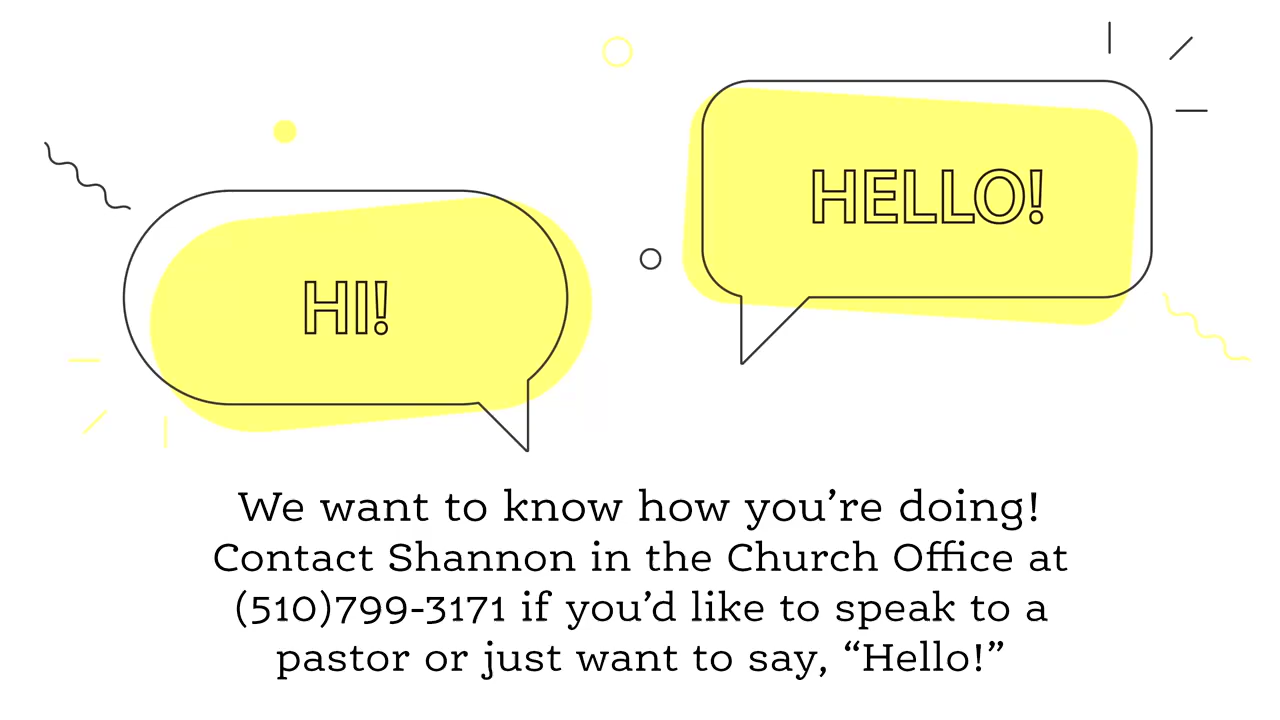 HI!
HELLO!
We want to know how you’re doing!
Contact Shannon in the Church Office at
(510)799-3171 if you’d like to speak to a
pastor or just want to say, “Hello!”